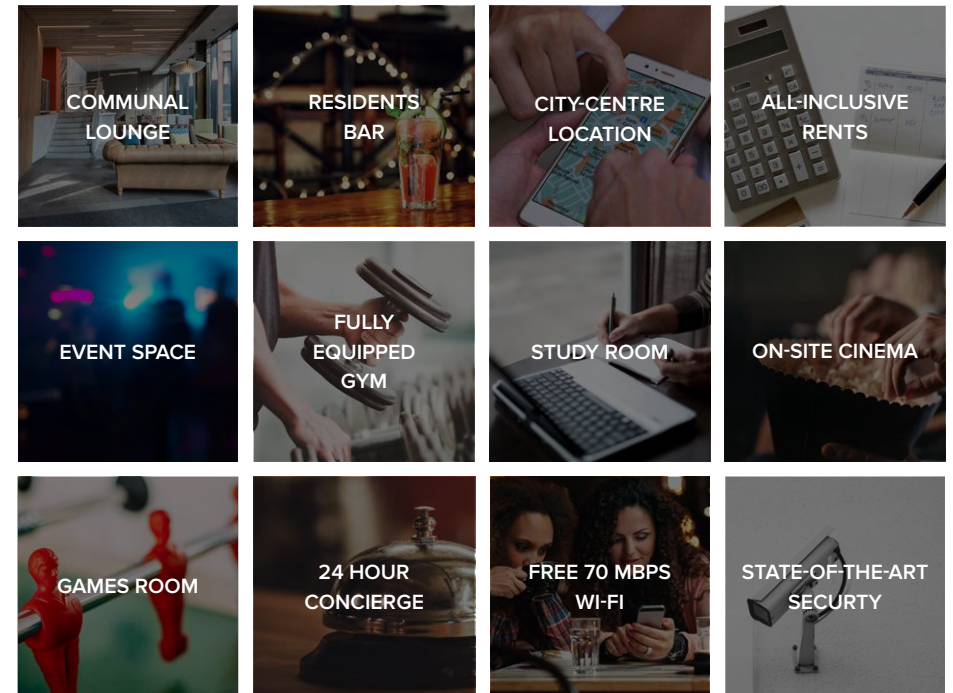 COMMUNAL
LOUNGE
RESIDENTS
BAR
CITY-CENTRE
LOCATION
ALL-INCLUSIVE
RENTS
EVENT SPACE
FULLY
EQUIPPED
GYM
STUDY ROOM
ON-SITE CINEMA
GAMES ROOM
24 HOUR
CONCIERGE
FREE 70 MBPS
WI-FI
STATE-OF-THE-ART
SECURTY